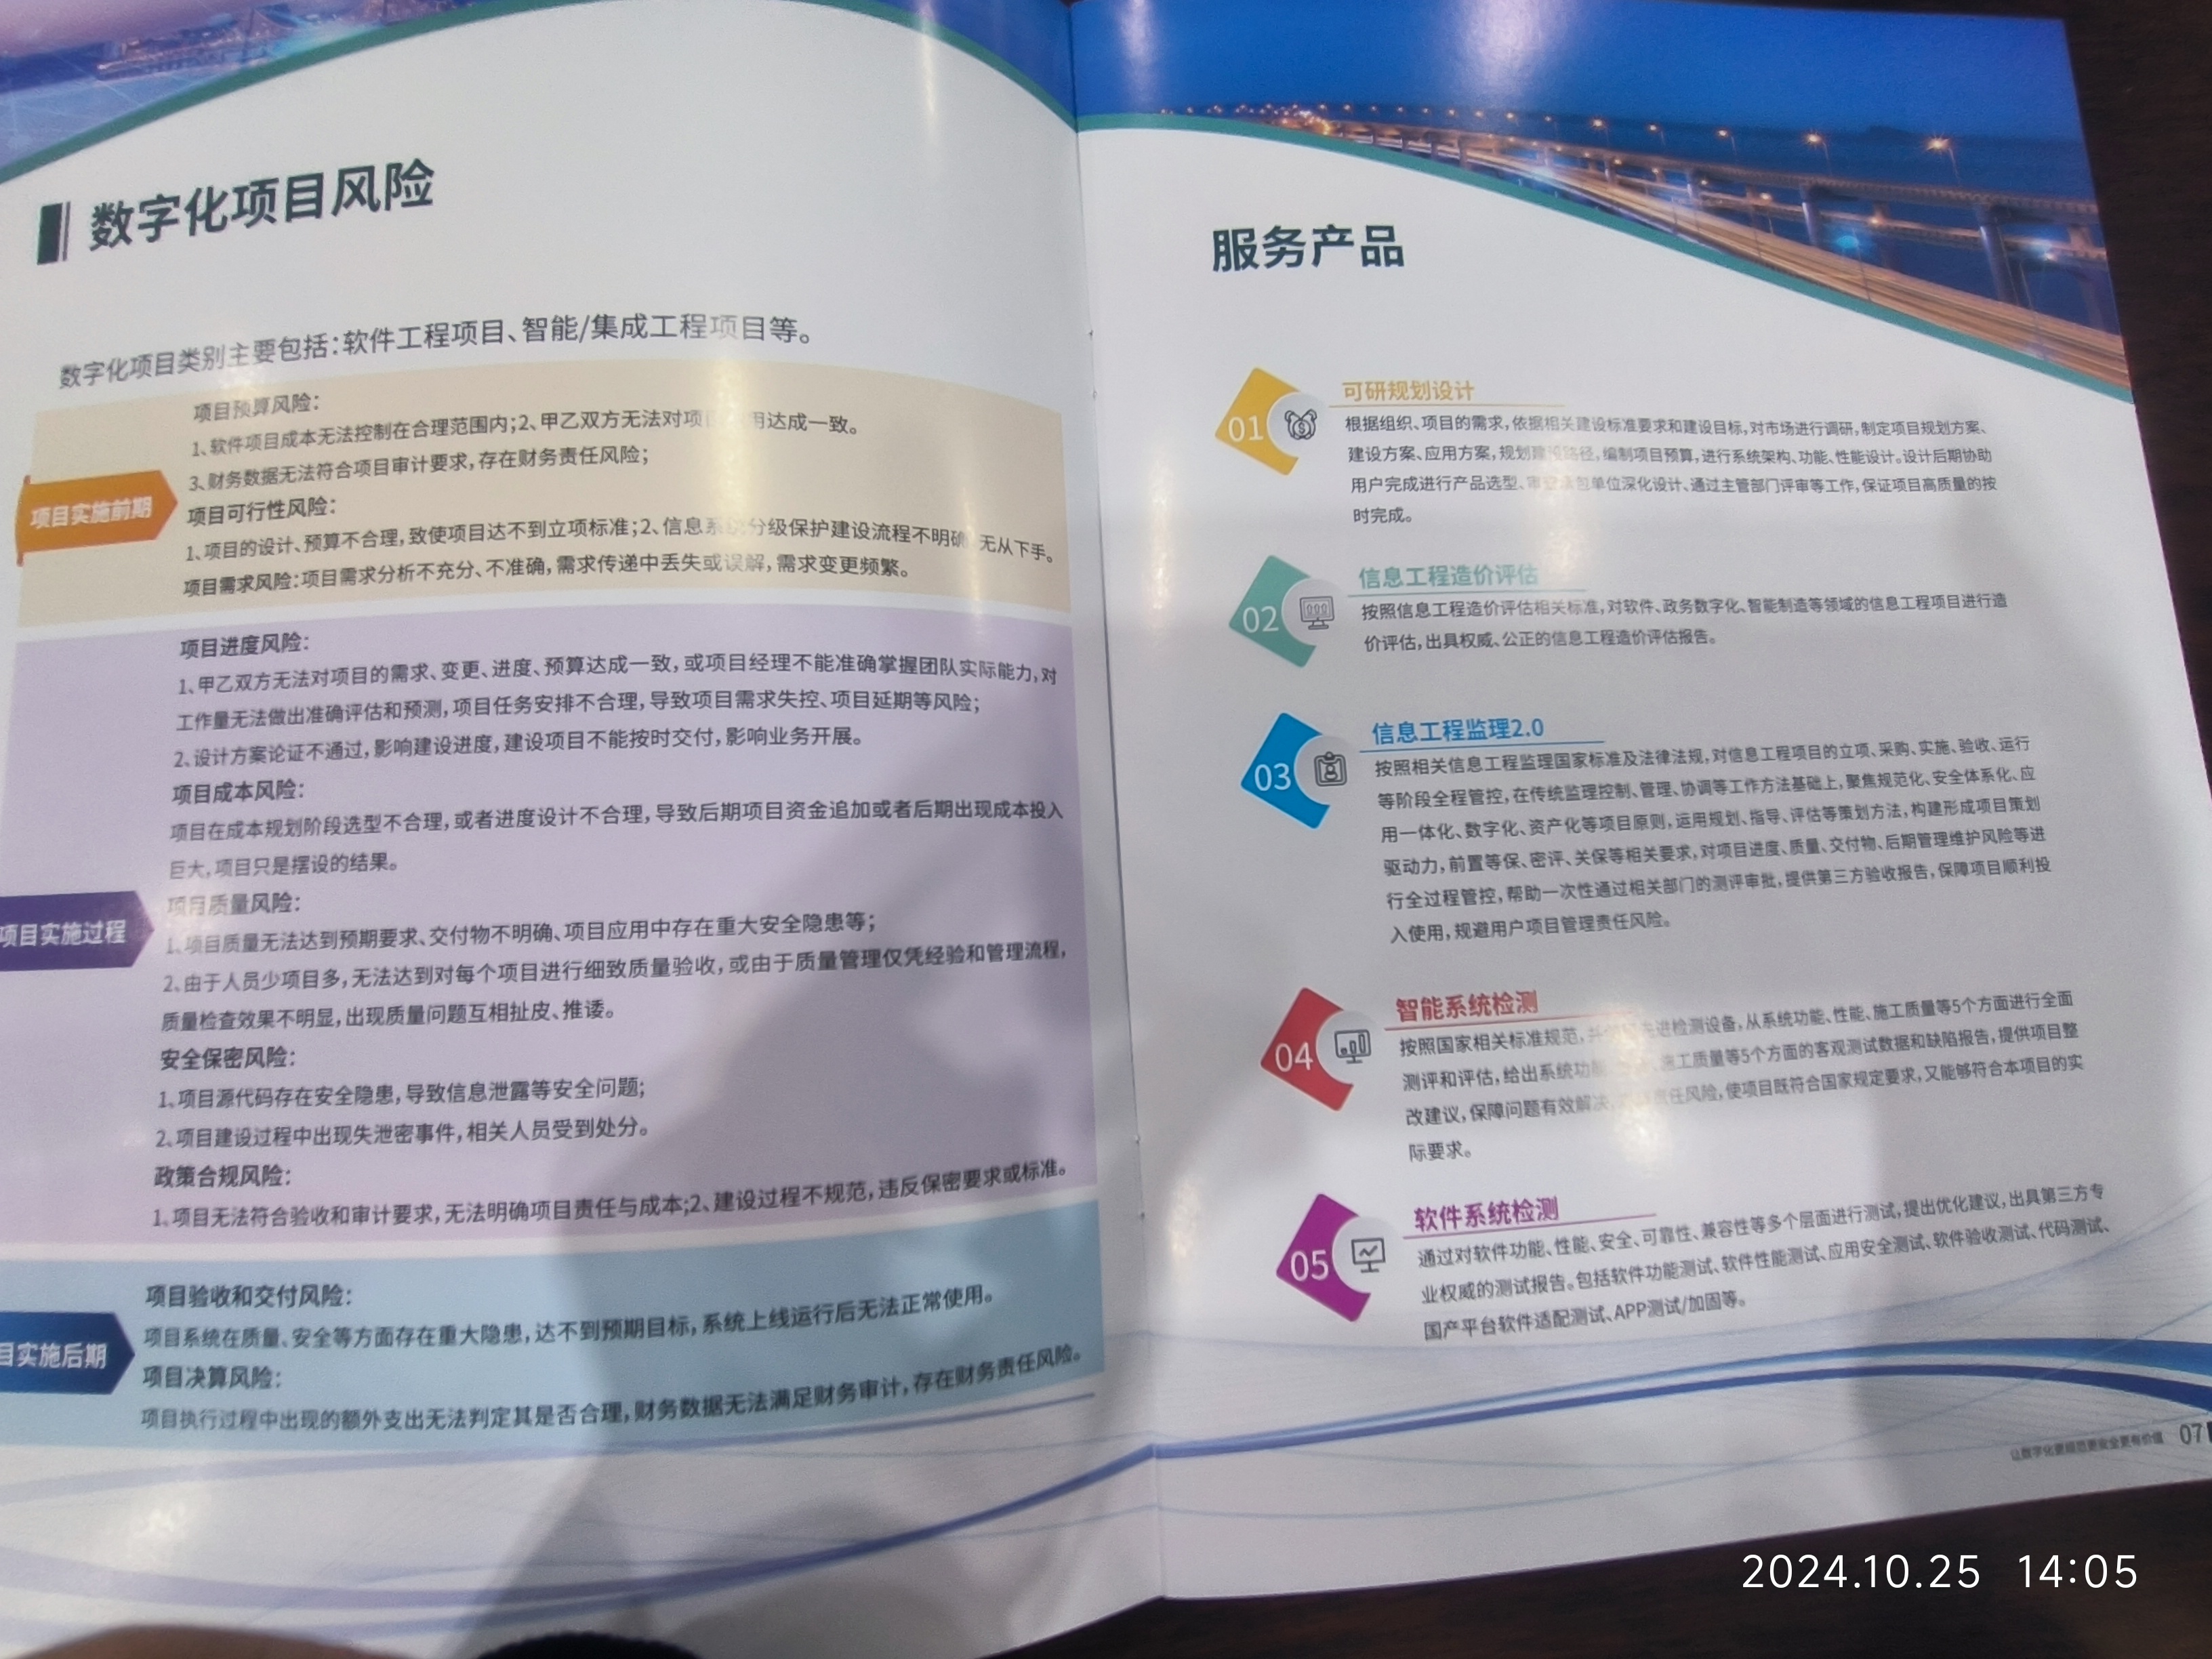 数字化项目风险
数字化项目类别主要包括：软件工程项目、智能/集成工程项目等。
项目实施前期
项目预算风险：
1、软件项目成本无法控制在合理范围内；2、甲乙双方无法对项 用达成一致。
3、财务数据无法符合项目审计要求，存在财务责任风险；
项目可行性风险：
1、项目的设计、预算不合理，致使项目达不到立项标准；2、信息系 分级保护建设流程不明确 无从下手。
项目需求风险：项目需求分析不充分、不准确，需求传递中丢失或误解，需求变更频繁。
项目实施过程
项目进度风险：
1、甲乙双方无法对项目的需求、变更、进度、预算达成一致，或项目经理不能准确掌握团队实际能力，对
工作量无法做出准确评估和预测，项目任务安排不合理，导致项目需求失控、项目延期等风险；
2、设计方案论证不通过，影响建设进度，建设项目不能按时交付，影响业务开展。
项目成本风险：
项目在成本规划阶段选型不合理，或者进度设计不合理，导致后期项目资金追加或者后期出现成本投入
巨大，项目只是摆设的结果。
项目质量风险：
1、项目质量无法达到预期要求、交付物不明确、项目应用中存在重大安全隐患等；
2、由于人员少项目多，无法达到对每个项目进行细致质量验收，或由于质量管理仅凭经验和管理流程，
质量检查效果不明显，出现质量问题互相扯皮、推诿。
安全保密风险：
1、项目源代码存在安全隐患，导致信息泄露等安全问题；
2、项目建设过程中出现失泄密事件，相关人员受到处分。
政策合规风险：
1、项目无法符合验收和审计要求，无法明确项目责任与成本;2、建设过程不规范，违反保密要求或标准。
目实施后期
项目验收和交付风险：
项目系统在质量、安全等方面存在重大隐患，达不到预期目标，系统上线运行后无法正常使用。
项目决算风险：
项目执行过程中出现的额外支出无法判定其是否合理，财务数据无法满足财务审计，存在财务责任风险。
服务产品
01
可研规划设计
根据组织、项目的需求，依据相关建设标准要求和建设目标，对市场进行调研，制定项目规划方案、
建设方案、应用方案，规划建设路径，编制项目预算，进行系统架构、功能、性能设计。设计后期协助
用户完成进行产品选型、 包单位深化设计、通过主管部门评审等工作，保证项目高质量的按
时完成。
02
信息工程造价评估
按照信息工程造价评估相关标准，对软件、政务数字化、智能制造等领域的信息工程项目进行造
价评估，出具权威、公正的信息工程造价评估报告。
03
信息工程监理2.0
按照相关信息工程监理国家标准及法律法规，对信息工程项目的立项、采购、实施、验收、运行
等阶段全程管控，在传统监理控制、管理、协调等工作方法基础上，聚焦规范化、安全体系化、应
用一体化、数字化、资产化等项目原则，运用规划、指导、评估等策划方法，构建形成项目策划
驱动力，前置等保、密评、关保等相关要求，对项目进度、质量、交付物、后期管理维护风险等进
行全过程管控，帮助一次性通过相关部门的测评审批，提供第三方验收报告，保障项目顺利投
入使用，规避用户项目管理责任风险。
04
智能系统检测
按照国家相关标准规范， 进检测设备，从系统功能、性能、施工质量等5个方面进行全面
测评和评估，给出系统功 施工质量等5个方面的客观测试数据和缺陷报告，提供项目整
改建议，保障问题有效解决， 责任风险，使项目既符合国家规定要求，又能够符合本项目的实
际要求。
05
软件系统检测
通过对软件功能、性能、安全、可靠性、兼容性等多个层面进行测试，提出优化建议，出具第三方专
业权威的测试报告。包括软件功能测试、软件性能测试、应用安全测试、软件验收测试、代码测试、
国产平台软件适配测试、APP测试/加固等。
让数字化更规范更安全更有价值 07
2024.10.25 14:05